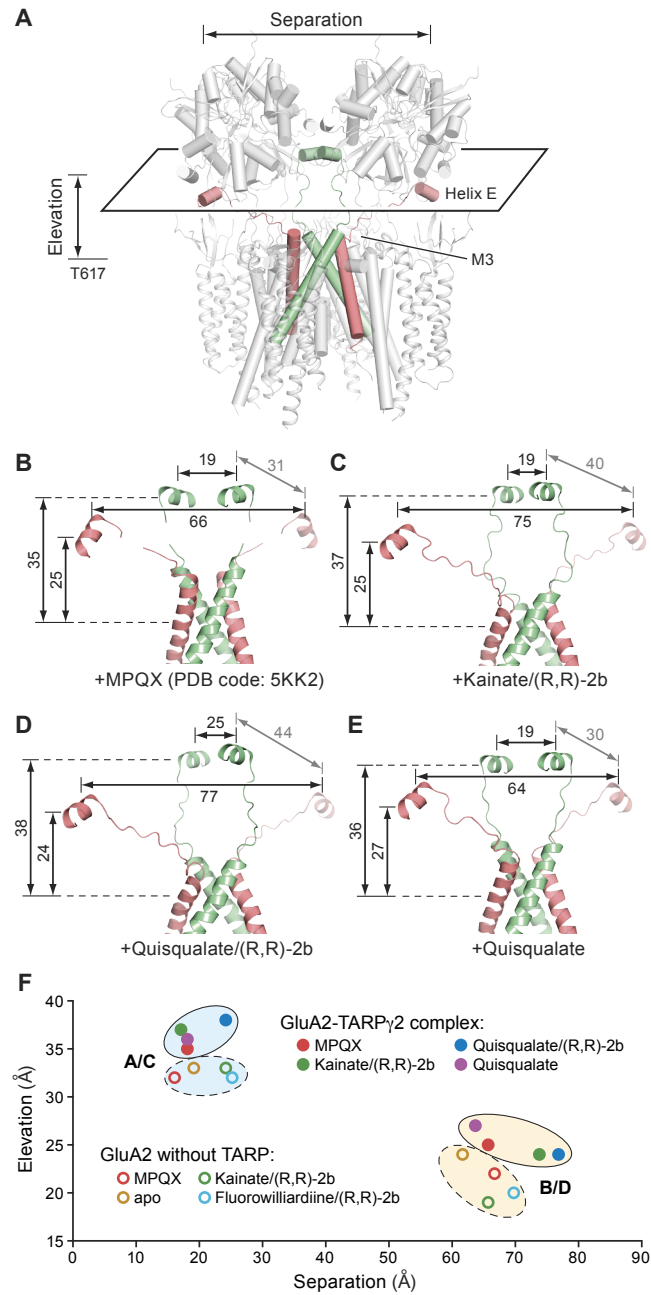 A
Separation
Elevation
T617
Helix E
M3
B
19
31
66
35
25
+MPQX (PDB code: 5KK2)
C
19
40
75
37
25
+Kainate/(R,R)-2b
D
25
44
77
38
24
+Quisqualate/(R,R)-2b
E
19
30
64
36
27
+Quisqualate
F
40
35
30
25
20
15
Elevation (Å)
A/C
GluA2-TARPγ2 complex:
MPQX Quisqualate/(R,R)-2b
Kainate/(R,R)-2b Quisqualate
GluA2 without TARP:
MPQX Kainate/(R,R)-2b
apo Fluorowilliardiine/(R,R)-2b
B/D
0 10 20 30 40 50 60 70 80 90
Separation (Å)